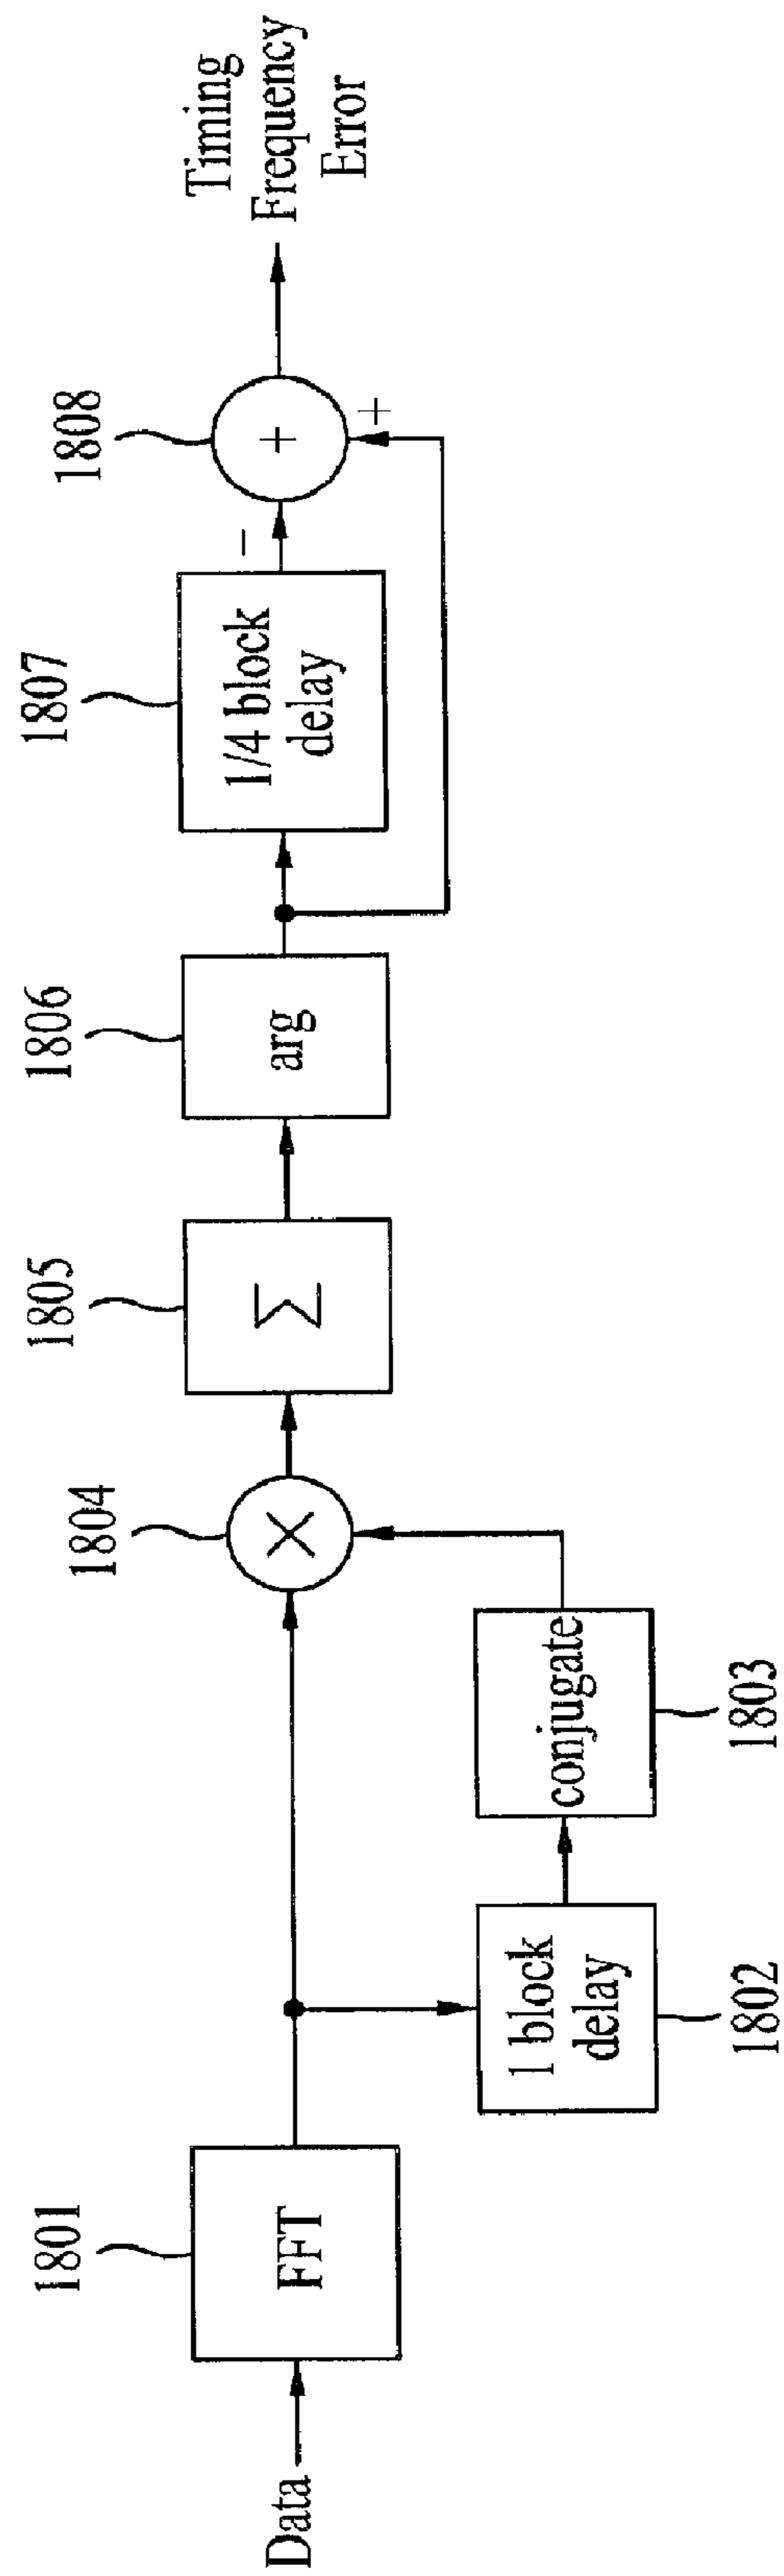 Data
1801
FFT
1 block
delay
1802
conjugate
1803
1804
×
1805
Σ
1806
arg
1807
1/4 block
delay
−
1808
+
+
Timing
Frequency
Error